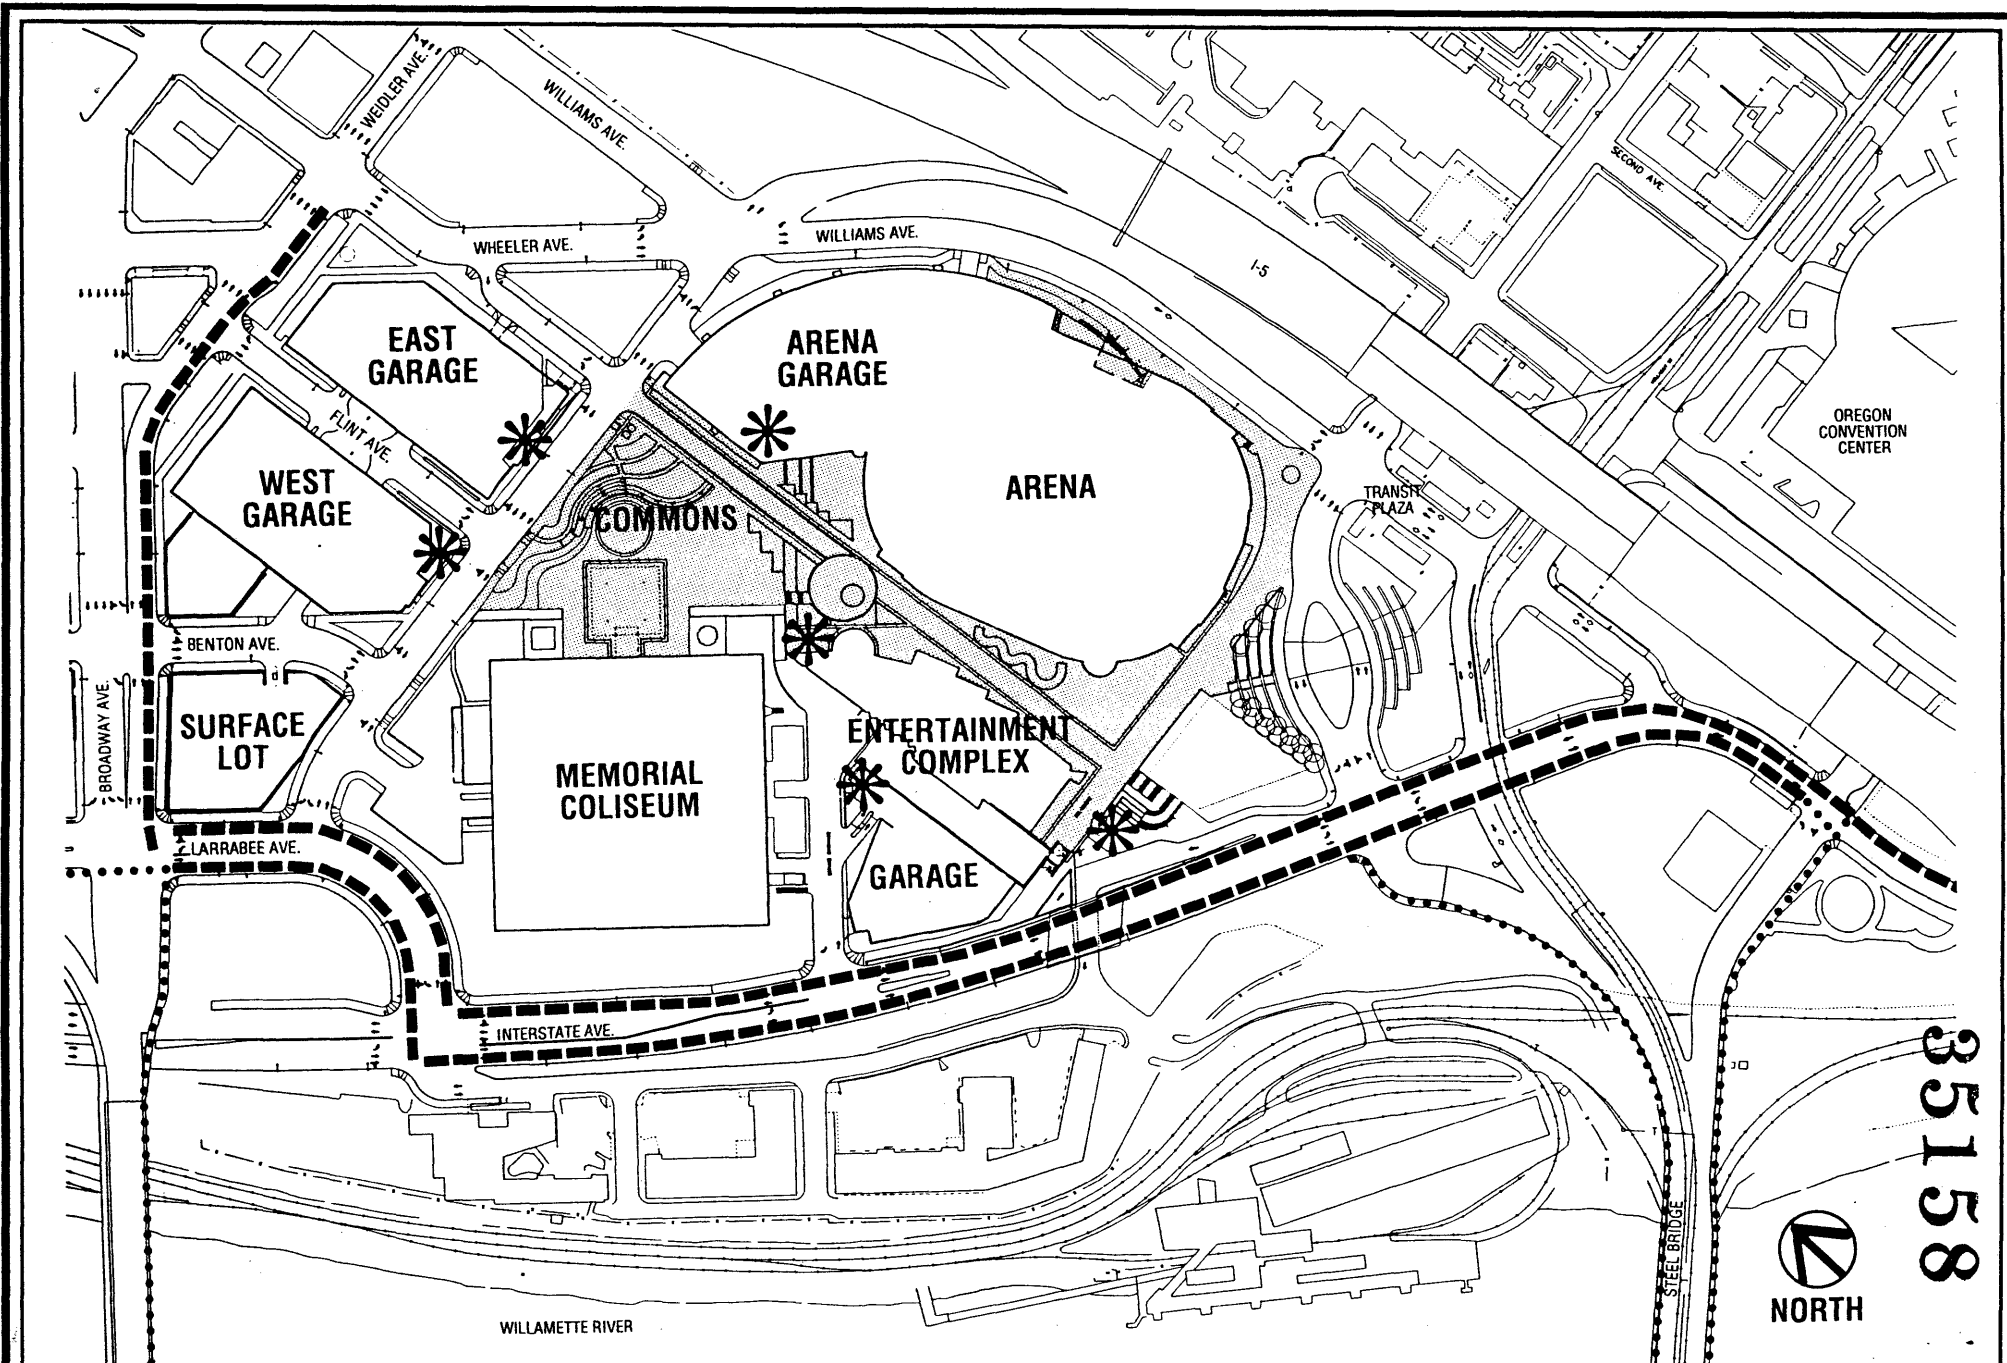 WEIDLER AVE.
WILLIAMS AVE.
SECOND AVE.
WHEELER AVE.
WILLIAMS AVE.
I-5
EAST
GARAGE
ARENA
GARAGE
FLINT AVE.
OREGON
CONVENTION
CENTER
WEST
GARAGE
ARENA
TRANSIT
PLAZA
COMMONS
BENTON AVE.
BROADWAY AVE.
SURFACE
LOT
ENTERTAINMENT
COMPLEX
MEMORIAL
COLISEUM
LARRABEE AVE.
GARAGE
INTERSTATE AVE.
35158
STEEL BRIDGE
NORTH
WILLAMETTE RIVER